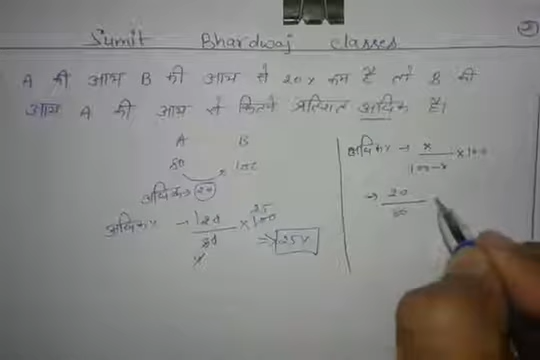 Sumit Bhardwaj Classes
A की आय B की आय से 20% कम है तो B की
आय A की आय से कितने प्रतिशत अधिक है।
A B
80 100
अधिक → 20
अधिक% → 20/80 × 100 25
⇒ 25%
अधिक% → x/100-x × 100
→ 20/80